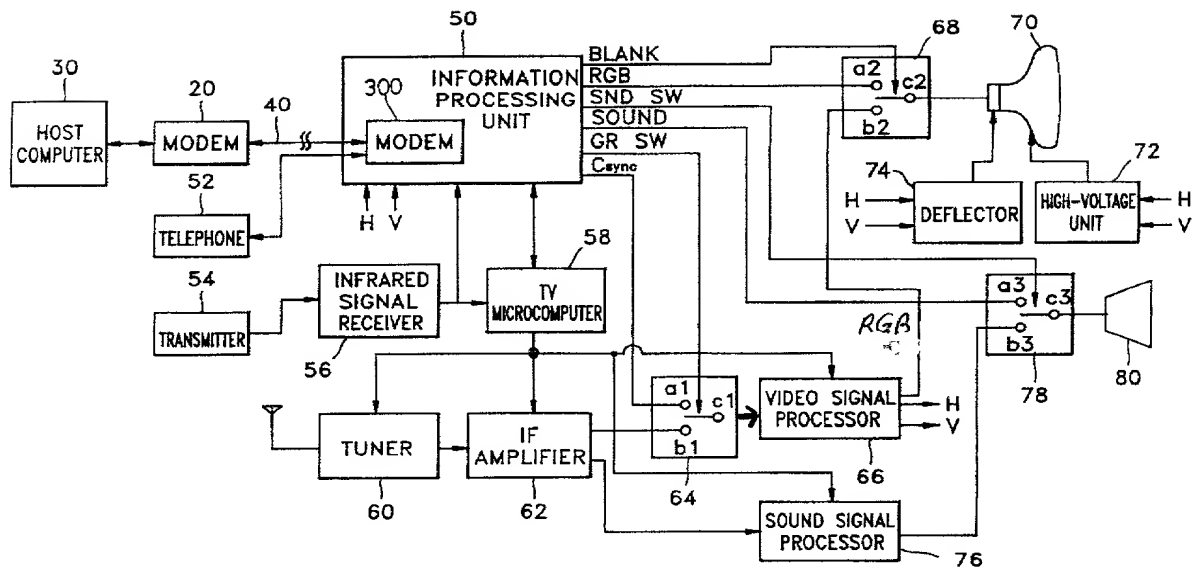 50
BLANK
68
70
30
20
40
300
INFORMATION
PROCESSING
UNIT
RGB
SND SW
SOUND
GR SW
Csync
a2
c2
b2
HOST
COMPUTER
MODEM
MODEM
52
TELEPHONE
H
V
74
H
V
DEFLECTOR
72
HIGH-VOLTAGE
UNIT
H
V
54
TRANSMITTER
INFRARED
SIGNAL
RECEIVER
56
58
TV
MICROCOMPUTER
a3
c3
b3
78
80
RGB
TUNER
60
IF
AMPLIFIER
62
a1
c1
b1
64
VIDEO SIGNAL
PROCESSOR
66
H
V
SOUND SIGNAL
PROCESSOR
76